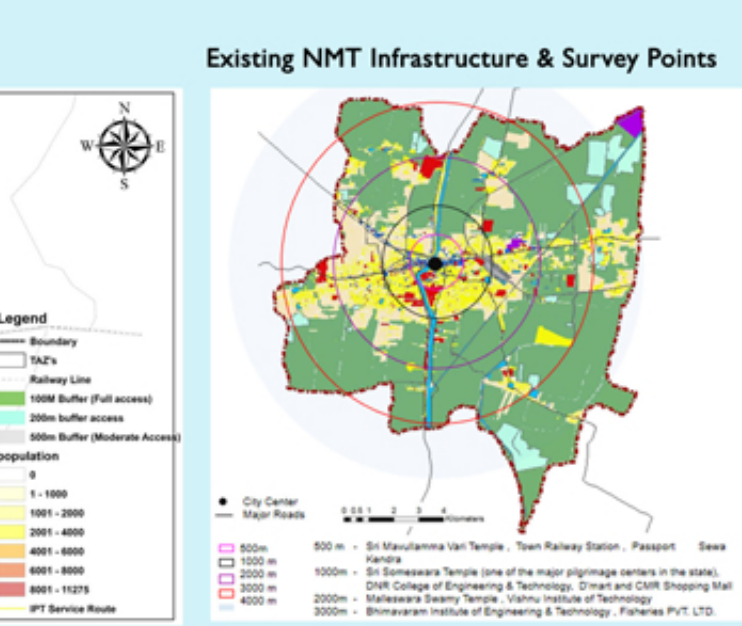 Existing NMT Infrastructure & Survey Points
N
W
E
S
Legend
Boundary
TAZ's
Railway Line
100M Buffer (Full access)
200m buffer access
500m Buffer (Moderate Access)
population
0
1 - 1000
1001 - 2000
2001 - 4000
4001 - 6000
6001 - 8000
8001 - 11275
IPT Service Route
City Center
Major Roads
0 0.5 1 2 3 4
Kilometers
500m
1000 m
2000 m
3000 m
4000 m
500 m - Sri Mavullamma Vari Temple , Town Railway Station , Passport Sewa
Kendra
1000m - Sri Someswara Temple (one of the major pilgrimage centers in the state),
DNR College of Engineering & Technology, D'mart and CMR Shopping Mall
2000m - Malleswara Swamy Temple , Vishnu Institute of Technology
3000m - Bhimavaram Institute of Engineering & Technology , Fisheries PVT. LTD.